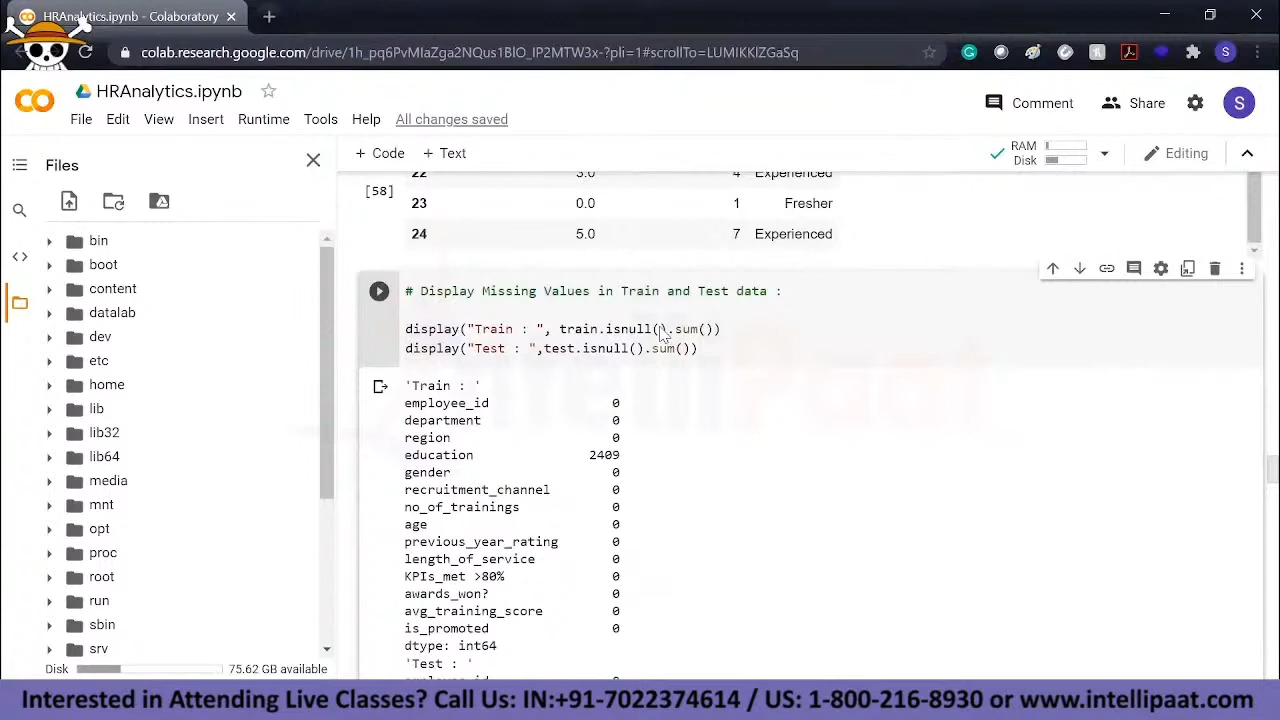 HRAnalytics.ipynb - Colaboratory
colab.research.google.com/drive/
HRAnalytics.ipynb
File Edit View Insert Runtime Tools Help All changes saved
Comment Share S
Files
+ Code + Text
RAM
Disk
Editing
22 3.0 4 Experienced
[58]
23 0.0 1 Fresher
24 5.0 7 Experienced
# Display Missing Values in Train and Test data :
display("Train : ", train.isnull().sum())
display("Test : ",test.isnull().sum())
'Train : '
employee_id 0
department 0
region 0
education 2409
gender 0
recruitment_channel 0
no_of_trainings 0
age 0
previous_year_rating 0
length_of_service 0
KPIs_met >80% 0
awards_won? 0
avg_training_score 0
is_promoted 0
dtype: int64
'Test : '
bin
boot
content
datalab
dev
etc
home
lib
lib32
lib64
media
mnt
opt
proc
root
run
sbin
srv
Disk 75.62 GB available
Interested in Attending Live Classes? Call Us: IN:+91-7022374614 / US: 1-800-216-8930 or www.intellipaat.com